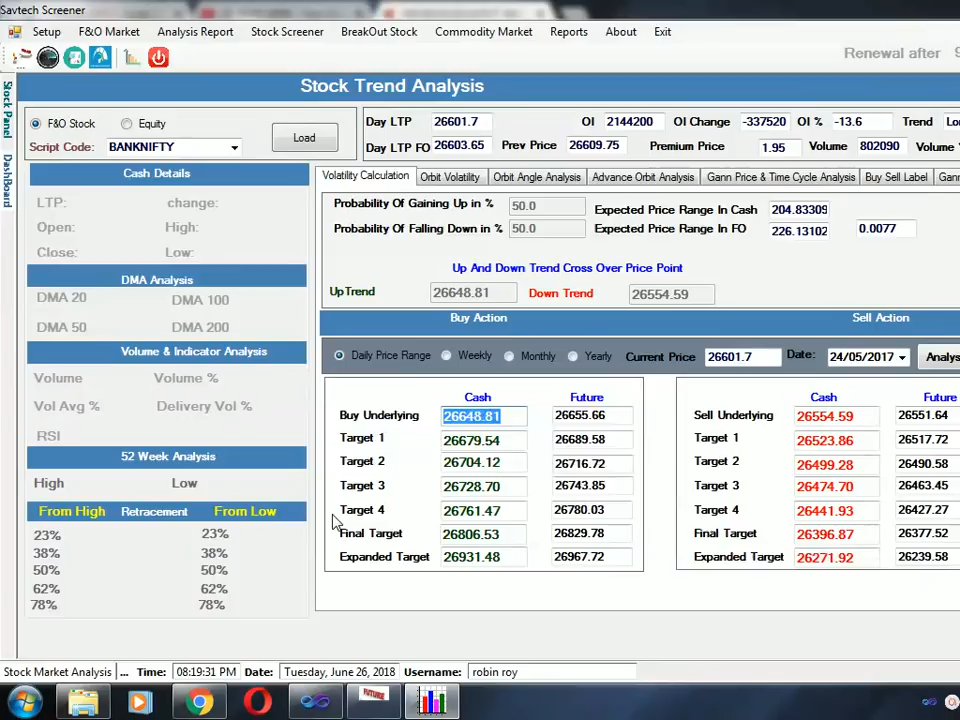 Savtech Screener
Setup F&O Market Analysis Report Stock Screener BreakOut Stock Commodity Market Reports About Exit
Renewal after
Stock Trend Analysis
Stock Panel
DashBoard
F&O Stock Equity
Script Code: BANKNIFTY Load
Day LTP 26601.7 OI 2144200 OI Change -337520 OI % -13.6 Trend
Day LTP FO 26603.65 Prev Price 26609.75 Premium Price 1.95 Volume 802090 Volume
Cash Details
LTP: change:
Open: High:
Close: Low:
DMA Analysis
DMA 20 DMA 100
DMA 50 DMA 200
Volume & Indicator Analysis
Volume Volume %
Vol Avg % Delivery Vol %
RSI
52 Week Analysis
High Low
From High Retracement From Low
23% 23%
38% 38%
50% 50%
62% 62%
78% 78%
Volatility Calculation Orbit Volatility Orbit Angle Analysis Advance Orbit Analysis Gann Price & Time Cycle Analysis Buy Sell Label Gann
Probability Of Gaining Up in % 50.0 Expected Price Range In Cash 204.83309
Probability Of Falling Down in % 50.0 Expected Price Range In FO 226.13102 0.0077
Up And Down Trend Cross Over Price Point
UpTrend 26648.81 Down Trend 26554.59
Buy Action Sell Action
Daily Price Range Weekly Monthly Yearly Current Price 26601.7 Date: 24/05/2017 Analys
Cash Future Cash Future
Buy Underlying 26648.81 26655.66 Sell Underlying 26554.59 26551.64
Target 1 26679.54 26689.58 Target 1 26523.86 26517.72
Target 2 26704.12 26716.72 Target 2 26499.28 26490.58
Target 3 26728.70 26743.85 Target 3 26474.70 26463.45
Target 4 26761.47 26780.03 Target 4 26441.93 26427.27
Final Target 26806.53 26829.78 Final Target 26396.87 26377.52
Expanded Target 26931.48 26967.72 Expanded Target 26271.92 26239.58
Stock Market Analysis ... Time: 08:19:31 PM Date: Tuesday, June 26, 2018 Username: robin roy
FUTURE